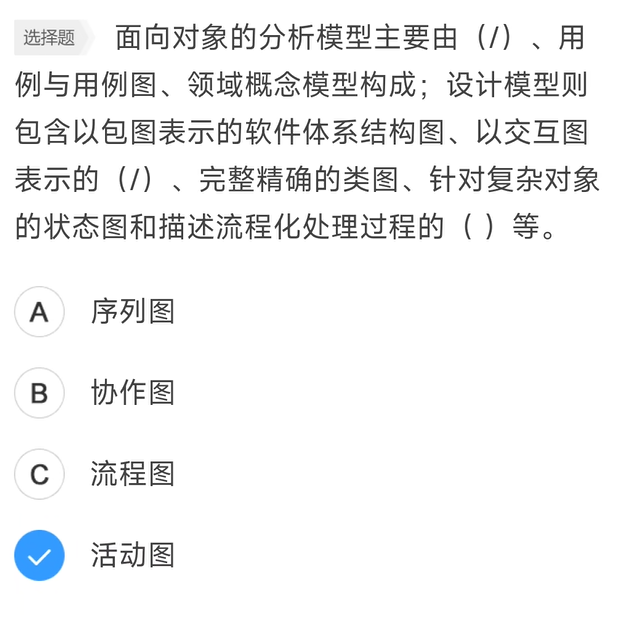 选择题 面向对象的分析模型主要由（/）、用
例与用例图、领域概念模型构成；设计模型则
包含以包图表示的软件体系结构图、以交互图
表示的（/）、完整精确的类图、针对复杂对象
的状态图和描述流程化处理过程的（ ）等。
A 序列图
B 协作图
C 流程图
活动图